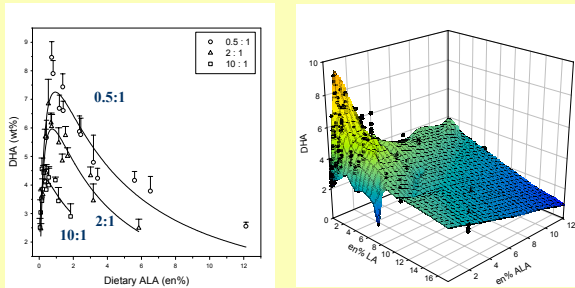 0.5 : 1
2 : 1
10 : 1
0.5:1
2:1
10:1
DHA (wt%)
9
8
7
6
5
4
3
2
0 2 4 6 8 10 12
Dietary ALA (en%)
DHA
10
8
6
4
2
0
2 4 6 8 10 12 14 16
en% LA
2 4 6 8 10 12
en% ALA